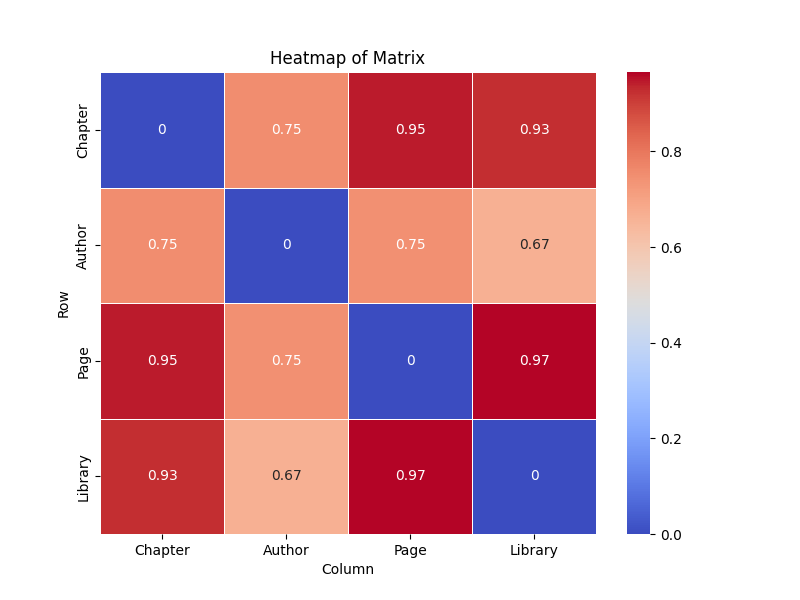 Heatmap of Matrix
Chapter 0 0.75 0.95 0.93
Author 0.75 0 0.75 0.67
Page 0.95 0.75 0 0.97
Library 0.93 0.67 0.97 0
Chapter Author Page Library
Column
Row
0.8
0.6
0.4
0.2
0.0